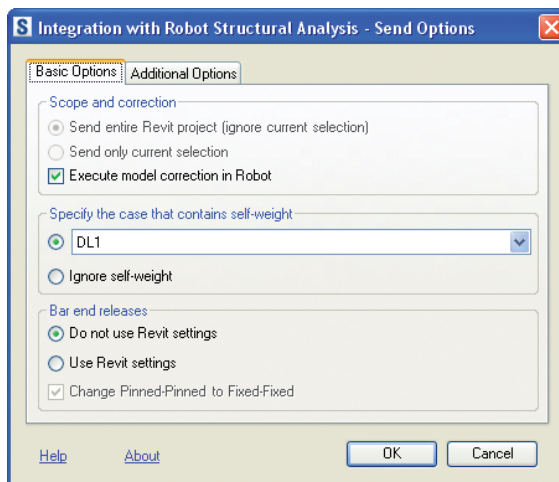 S Integration with Robot Structural Analysis - Send Options
Basic Options Additional Options
Scope and correction
Send entire Revit project (ignore current selection)
Send only current selection
Execute model correction in Robot
Specify the case that contains self-weight
DL1
Ignore self-weight
Bar end releases
Do not use Revit settings
Use Revit settings
Change Pinned-Pinned to Fixed-Fixed
Help About OK Cancel